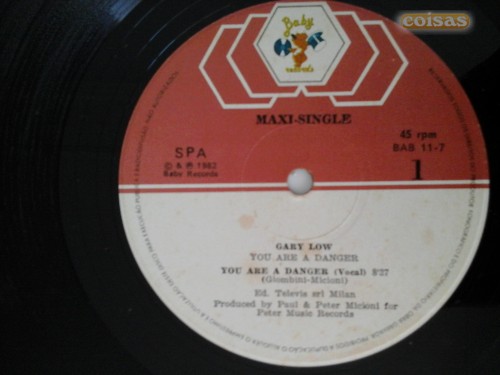 coisas
Baby
records
MAXI-SINGLE
45 rpm
BAB 11-7
SPA
© & ℗ 1982
Baby Records
1
GARY LOW
YOU ARE A DANGER
YOU ARE A DANGER (Vocal) 8'27
(Giombini-Micioni)
Ed. Televis srl Milan
Produced by Paul & Peter Micioni for
Peter Music Records